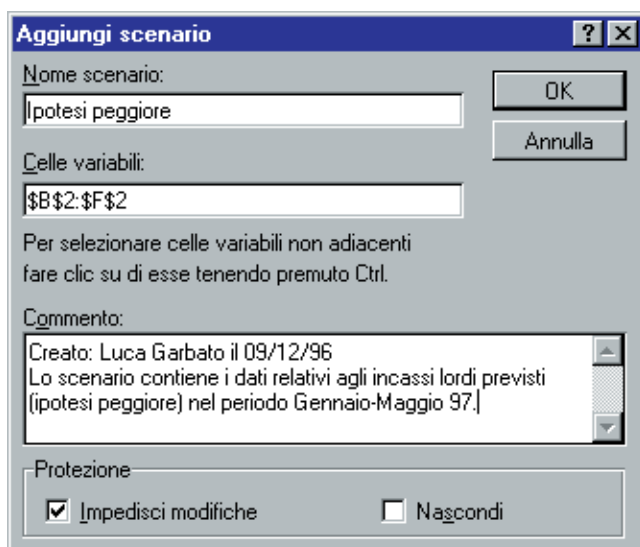 Aggiungi scenario
Nome scenario:
Ipotesi peggiore
OK
Annulla
Celle variabili:
$B$2:$F$2
Per selezionare celle variabili non adiacenti
fare clic su di esse tenendo premuto Ctrl.
Commento:
Creato: Luca Garbato il 09/12/96
Lo scenario contiene i dati relativi agli incassi lordi previsti
(ipotesi peggiore) nel periodo Gennaio-Maggio 97.
Protezione
Impedisci modifiche
Nascondi